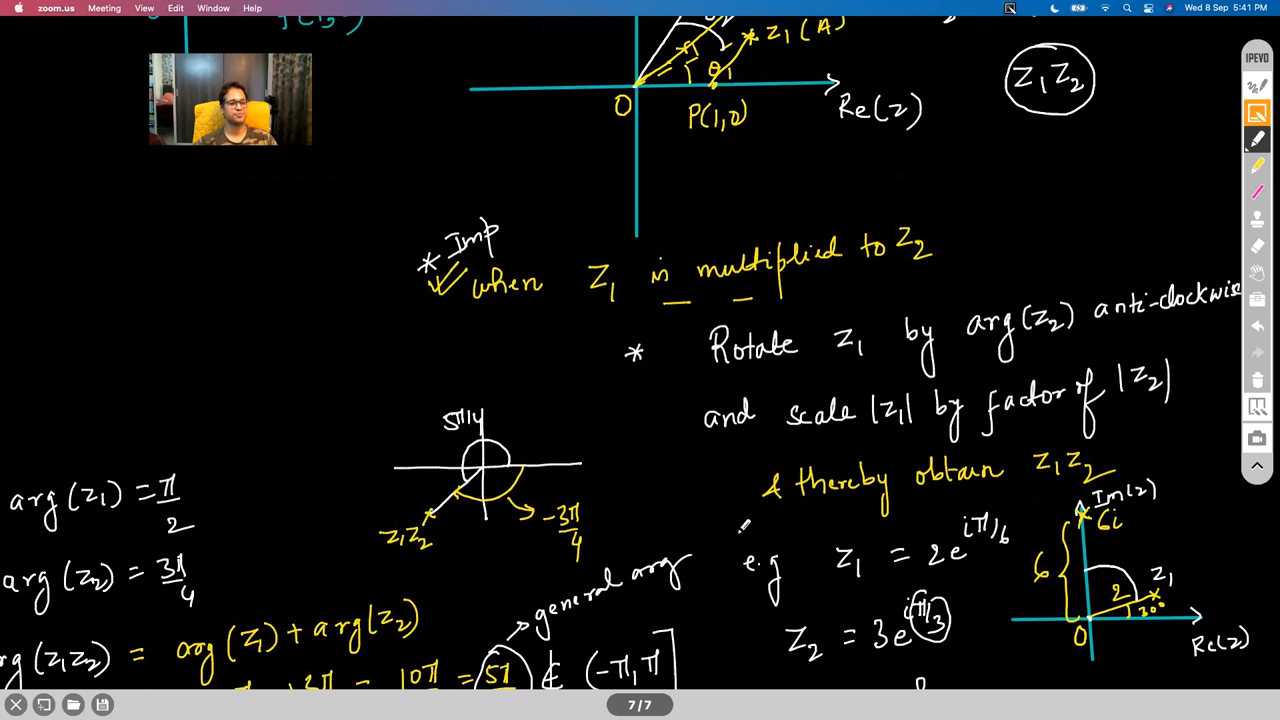 zoom.us Meeting View Edit Window Help
Wed 8 Sep 5:41 PM
IPEVO
z1(A)
θ1
O
P(1,0)
Re(z)
z1z2
* Imp
when z1 is multiplied to z2
* Rotate z1 by arg(z2) anti-clockwise
and scale |z1| by factor of |z2|
& thereby obtain z1z2
5π/4
z1z2
-3π/4
arg(z1) = π/2
arg(z2) = 3π/4
rg(z1z2) = arg(z1) + arg(z2)
= 10π = 5π ∉ (-π,π]
general arg
e.g z1 = 2e^iπ/6
z2 = 3e^iπ/3
Im(z)
6i
6
2
z1
30°
O
Re(z)
7/7